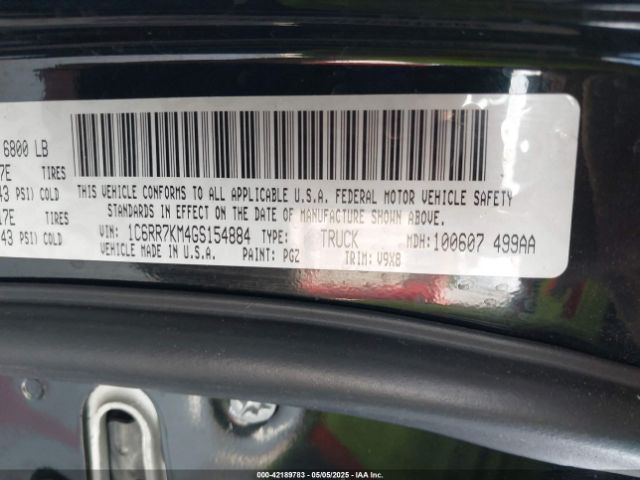 6800 LB
7E TIRES
43 PSI) COLD
17E TIRES
43 PSI) COLD
THIS VEHICLE CONFORMS TO ALL APPLICABLE U.S.A. FEDERAL MOTOR VEHICLE SAFETY
STANDARDS IN EFFECT ON THE DATE OF MANUFACTURE SHOWN ABOVE.
VIN: 1C6RR7KM4GS154884 TYPE: TRUCK MDH: 100607 499AA
MADE IN U.S.A. PAINT: PG2 TRIM: V9X8
000-42189783 - 05/05/2025 - IAAI Inc.